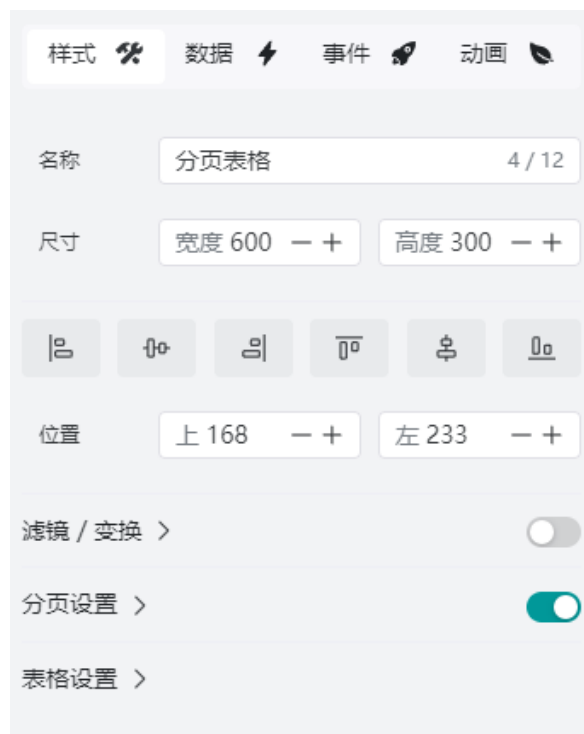 样式 数据 事件 动画
名称 分页表格 4 / 12
尺寸 宽度 600 高度 300
位置 上 168 左 233
滤镜 / 变换
分页设置
表格设置